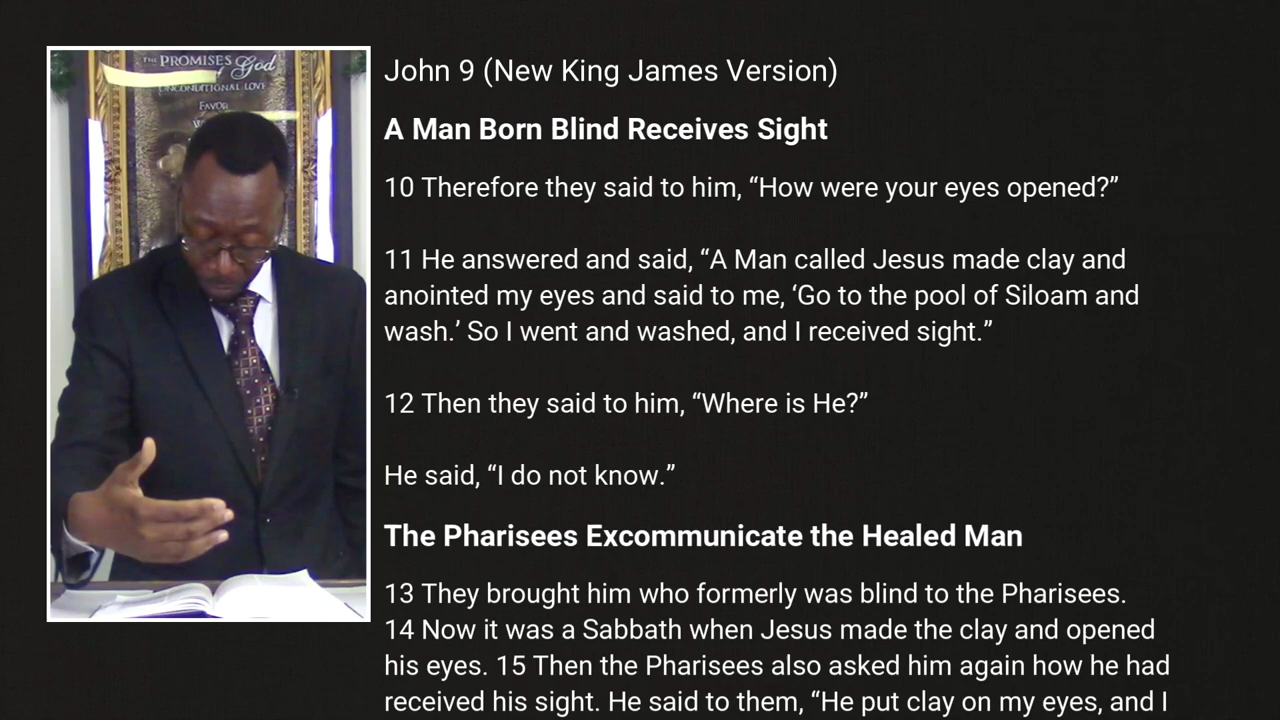 THE PROMISES
of God
UNCONDITIONAL LOVE
FAVOR
John 9 (New King James Version)
A Man Born Blind Receives Sight
10 Therefore they said to him, “How were your eyes opened?”
11 He answered and said, “A Man called Jesus made clay and
anointed my eyes and said to me, ‘Go to the pool of Siloam and
wash.’ So I went and washed, and I received sight.”
12 Then they said to him, “Where is He?”
He said, “I do not know.”
The Pharisees Excommunicate the Healed Man
13 They brought him who formerly was blind to the Pharisees.
14 Now it was a Sabbath when Jesus made the clay and opened
his eyes. 15 Then the Pharisees also asked him again how he had
received his sight. He said to them, “He put clay on my eyes, and I